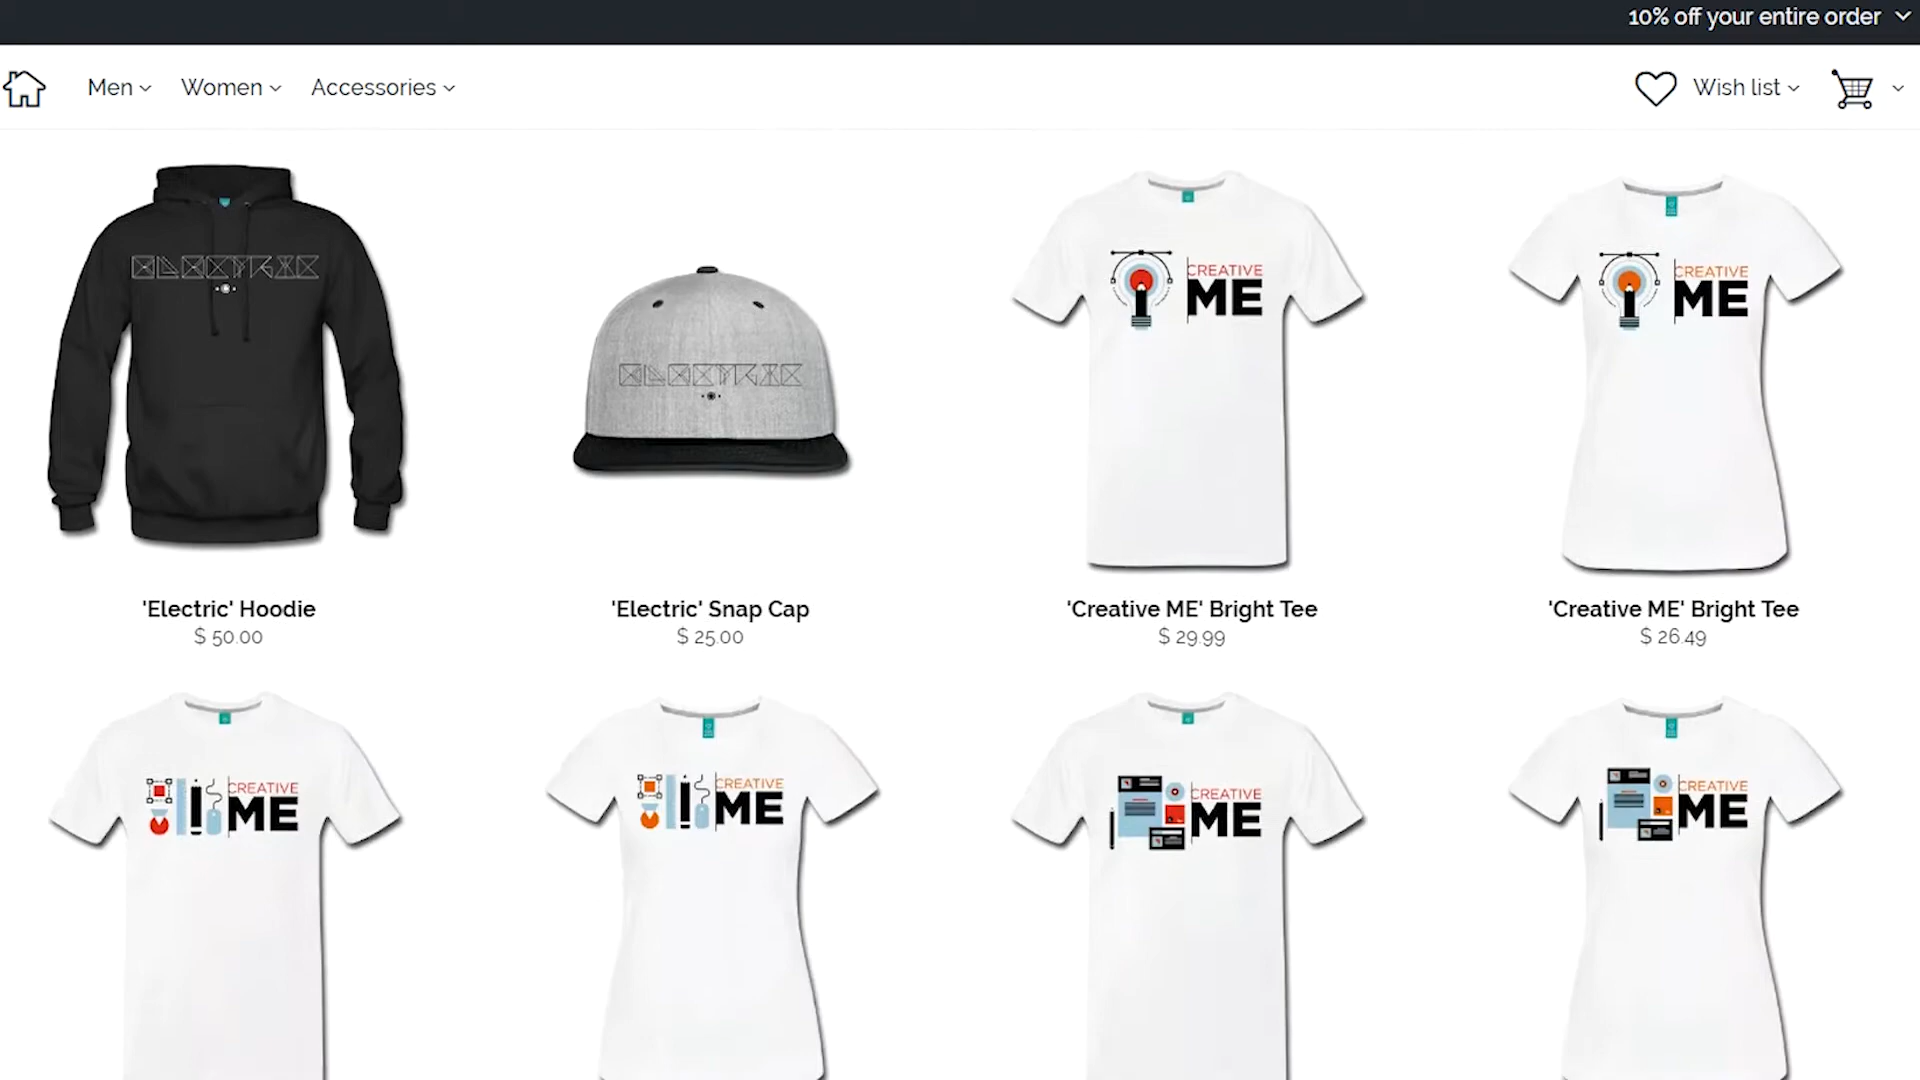 10% off your entire order
Men
Women
Accessories
Wish list
ELECTRIC
ELECTRIC
CREATIVE
ME
CREATIVE
ME
'Electric' Hoodie
$ 50.00
'Electric' Snap Cap
$ 25.00
'Creative ME' Bright Tee
$ 29.99
'Creative ME' Bright Tee
$ 26.49
CREATIVE
ME
CREATIVE
ME
CREATIVE
ME
CREATIVE
ME